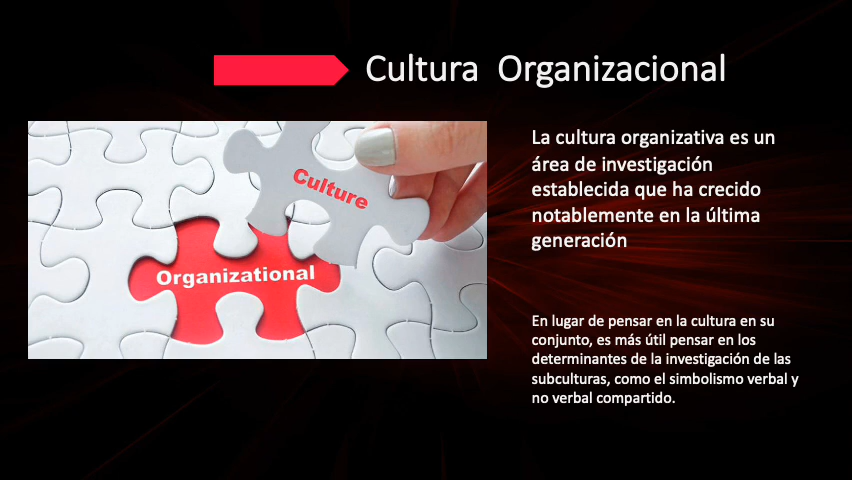 Cultura Organizacional
Culture
Organizational
La cultura organizativa es un
área de investigación
establecida que ha crecido
notablemente en la última
generación
En lugar de pensar en la cultura en su
conjunto, es más útil pensar en los
determinantes de la investigación de las
subculturas, como el simbolismo verbal y
no verbal compartido.